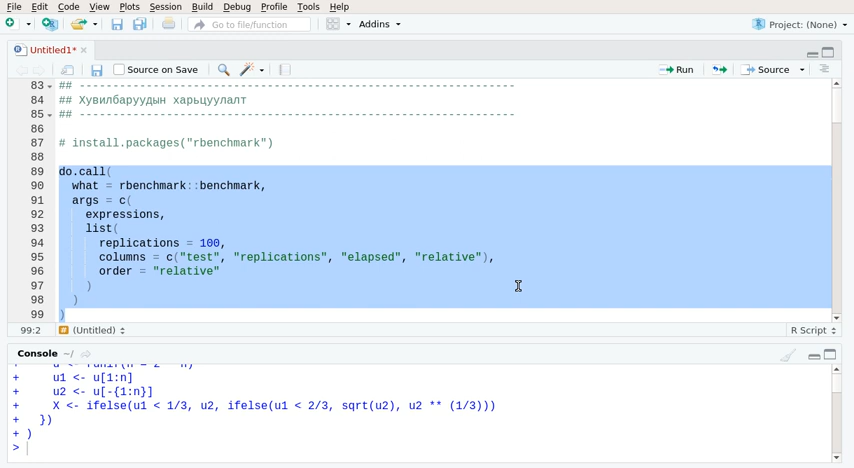 File Edit Code View Plots Session Build Debug Profile Tools Help
Go to file/function Addins Project: (None)
Untitled1*
Source on Save Run Source
83 ## -----------------------------------------------------------------
84 ## Хувилбаруудын харьцуулалт
85 ## -----------------------------------------------------------------
86
87 # install.packages("rbenchmark")
88
89 do.call(
90 what = rbenchmark::benchmark,
91 args = c(
92 expressions,
93 list(
94 replications = 100,
95 columns = c("test", "replications", "elapsed", "relative"),
96 order = "relative"
97 )
98 )
99 )
99:2 # (Untitled) R Script
Console ~/
+ u <- runif(n = 2 * n)
+ u1 <- u[1:n]
+ u2 <- u[-{1:n}]
+ X <- ifelse(u1 < 1/3, u2, ifelse(u1 < 2/3, sqrt(u2), u2 ** (1/3)))
+ })
+ )
>